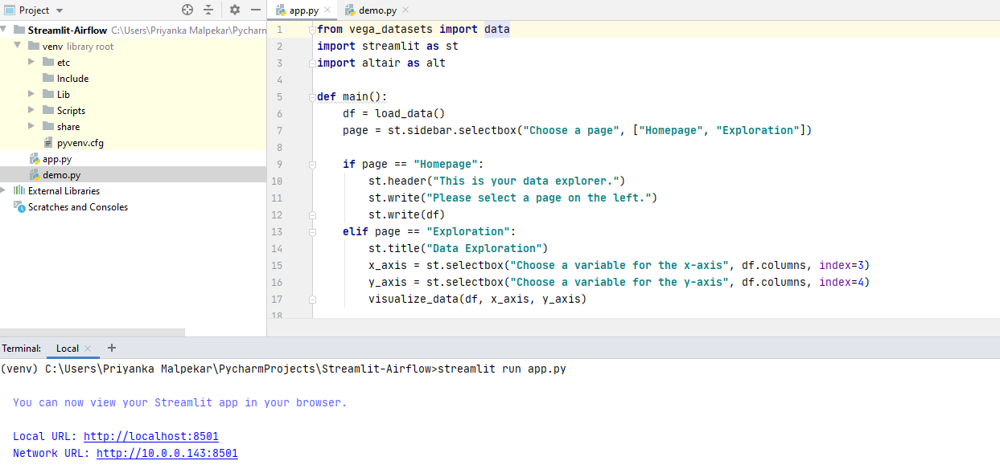 Project
app.py
demo.py
Streamlit-Airflow C:\Users\Priyanka Malpekar\Pycharm
venv library root
etc
Include
Lib
Scripts
share
pyvenv.cfg
app.py
demo.py
External Libraries
Scratches and Consoles
1 from vega_datasets import data
2 import streamlit as st
3 import altair as alt
4
5 def main():
6 df = load_data()
7 page = st.sidebar.selectbox("Choose a page", ["Homepage", "Exploration"])
8
9 if page == "Homepage":
10 st.header("This is your data explorer.")
11 st.write("Please select a page on the left.")
12 st.write(df)
13 elif page == "Exploration":
14 st.title("Data Exploration")
15 x_axis = st.selectbox("Choose a variable for the x-axis", df.columns, index=3)
16 y_axis = st.selectbox("Choose a variable for the y-axis", df.columns, index=4)
17 visualize_data(df, x_axis, y_axis)
18
Terminal: Local
(venv) C:\Users\Priyanka Malpekar\PycharmProjects\Streamlit-Airflow>streamlit run app.py
You can now view your Streamlit app in your browser.
Local URL: http://localhost:8501
Network URL: http://10.0.0.143:8501